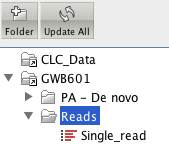 Folder Update All
CLC_Data
GWB601
PA - De novo
Reads
Single_read